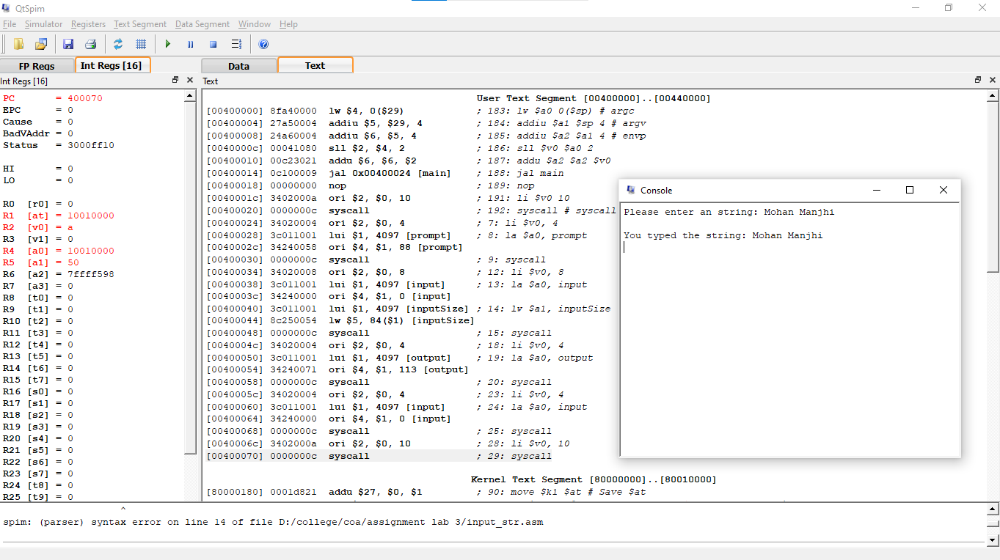 QtSpim
File Simulator Registers Text Segment Data Segment Window Help
FP Regs Int Regs [16] Data Text
Int Regs [16]
PC = 400070
EPC = 0
Cause = 0
BadVAddr = 0
Status = 3000ff10
HI = 0
LO = 0
R0 [r0] = 0
R1 [at] = 10010000
R2 [v0] = a
R3 [v1] = 0
R4 [a0] = 10010000
R5 [a1] = 50
R6 [a2] = 7ffff598
R7 [a3] = 0
R8 [t0] = 0
R9 [t1] = 0
R10 [t2] = 0
R11 [t3] = 0
R12 [t4] = 0
R13 [t5] = 0
R14 [t6] = 0
R15 [t7] = 0
R16 [s0] = 0
R17 [s1] = 0
R18 [s2] = 0
R19 [s3] = 0
R20 [s4] = 0
R21 [s5] = 0
R22 [s6] = 0
R23 [s7] = 0
R24 [t8] = 0
R25 [t9] = 0
Text
User Text Segment [00400000]..[00440000]
[00400000] 8fa40000 lw $4, 0($29) ; 183: lw $a0 0($sp) # argc
[00400004] 27a50004 addiu $5, $29, 4 ; 184: addiu $a1 $sp 4 # argv
[00400008] 24a60004 addiu $6, $5, 4 ; 185: addiu $a2 $a1 4 # envp
[0040000c] 00041080 sll $2, $4, 2 ; 186: sll $v0 $a0 2
[00400010] 00c23021 addu $6, $6, $2 ; 187: addu $a2 $a2 $v0
[00400014] 0c100009 jal 0x00400024 [main] ; 188: jal main
[00400018] 00000000 nop ; 189: nop
[0040001c] 3402000a ori $2, $0, 10 ; 191: li $v0 10
[00400020] 0000000c syscall ; 192: syscall # syscall
[00400024] 34020004 ori $2, $0, 4 ; 7: li $v0, 4
[00400028] 3c011001 lui $1, 4097 [prompt] ; 8: la $a0, prompt
[0040002c] 34240058 ori $4, $1, 88 [prompt]
[00400030] 0000000c syscall ; 9: syscall
[00400034] 34020008 ori $2, $0, 8 ; 12: li $v0, 8
[00400038] 3c011001 lui $1, 4097 [input] ; 13: la $a0, input
[0040003c] 34240000 ori $4, $1, 0 [input]
[00400040] 3c011001 lui $1, 4097 [inputSize] ; 14: lw $a1, inputSize
[00400044] 8c250054 lw $5, 84($1) [inputSize]
[00400048] 0000000c syscall ; 15: syscall
[0040004c] 34020004 ori $2, $0, 4 ; 18: li $v0, 4
[00400050] 3c011001 lui $1, 4097 [output] ; 19: la $a0, output
[00400054] 34240071 ori $4, $1, 113 [output]
[00400058] 0000000c syscall ; 20: syscall
[0040005c] 34020004 ori $2, $0, 4 ; 23: li $v0, 4
[00400060] 3c011001 lui $1, 4097 [input] ; 24: la $a0, input
[00400064] 34240000 ori $4, $1, 0 [input]
[00400068] 0000000c syscall ; 25: syscall
[0040006c] 3402000a ori $2, $0, 10 ; 28: li $v0, 10
[00400070] 0000000c syscall ; 29: syscall
Kernel Text Segment [80000000]..[80010000]
[80000180] 0001d821 addu $27, $0, $1 ; 90: move $k1 $at # Save $at
Console
Please enter an string: Mohan Manjhi
You typed the string: Mohan Manjhi
^
spim: (parser) syntax error on line 14 of file D:/college/coa/assignment lab 3/input_str.asm